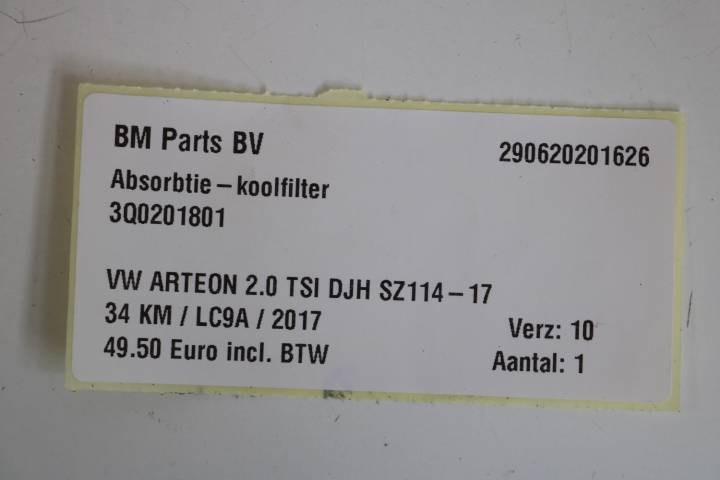 BM Parts BV 290620201626
Absorbtie – koolfilter
3Q0201801
VW ARTEON 2.0 TSI DJH SZ114 – 17
34 KM / LC9A / 2017 Verz: 10
49.50 Euro incl. BTW Aantal: 1